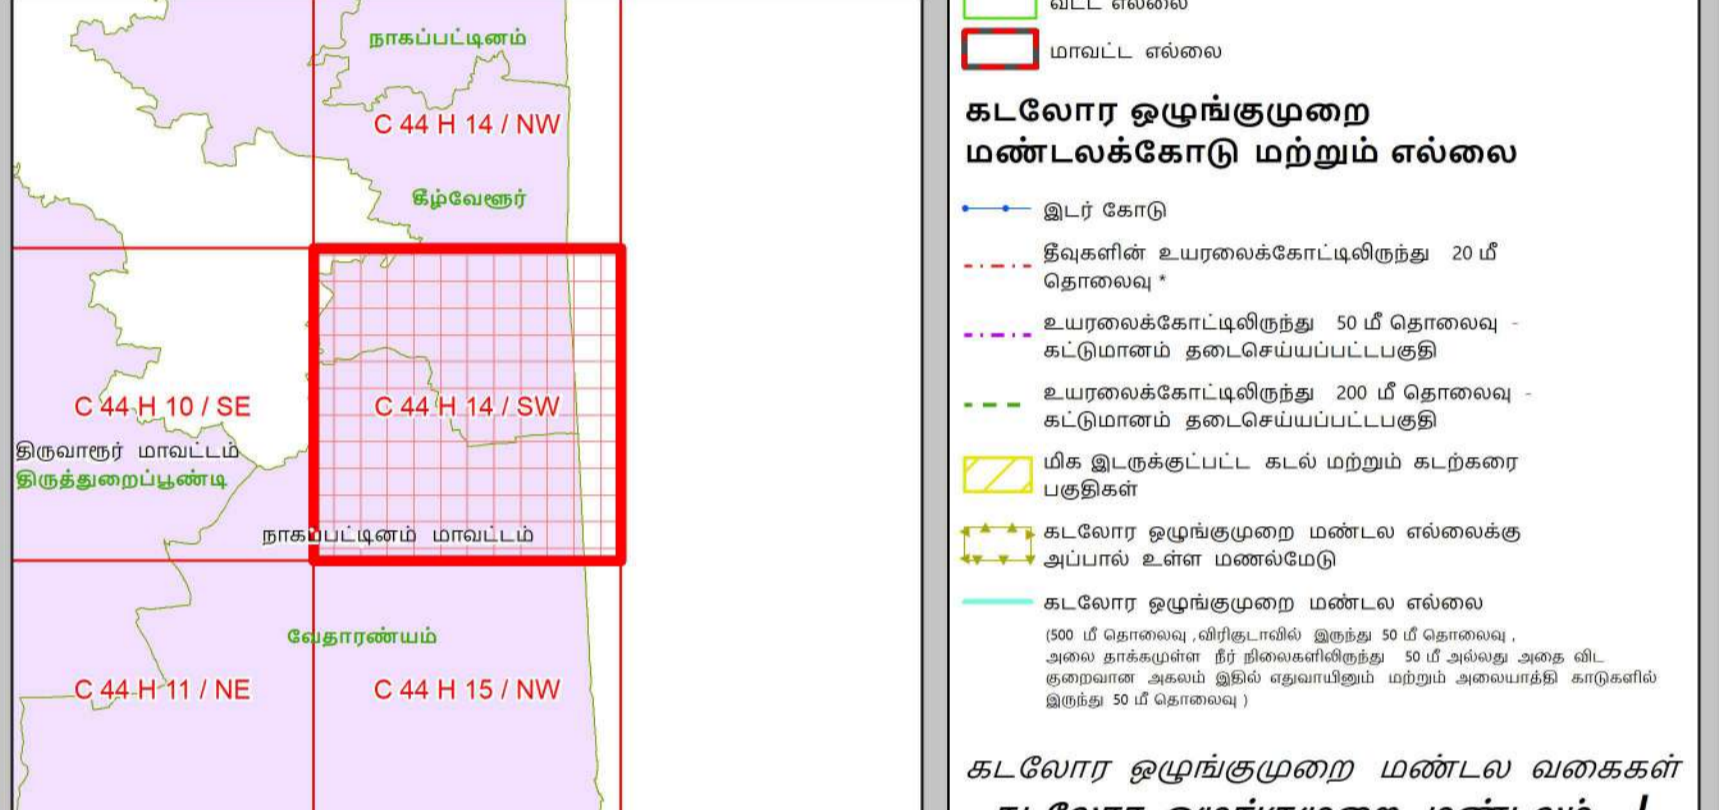 நாகப்பட்டினம்
C 44 H 14 / NW
கீழ்வேளூர்
C 44 H 10 / SE
C 44 H 14 / SW
திருவாரூர் மாவட்டம்
திருத்துறைப்பூண்டி
நாகப்பட்டினம் மாவட்டம்
வேதாரண்யம்
C 44 H 11 / NE
C 44 H 15 / NW
வட்ட எல்லை
மாவட்ட எல்லை
கடலோர ஒழுங்குமுறை
மண்டலக்கோடு மற்றும் எல்லை
இடர் கோடு
தீவுகளின் உயரலைக்கோட்டிலிருந்து 20 மீ
தொலைவு *
உயரலைக்கோட்டிலிருந்து 50 மீ தொலைவு -
கட்டுமானம் தடைசெய்யப்பட்டபகுதி
உயரலைக்கோட்டிலிருந்து 200 மீ தொலைவு -
கட்டுமானம் தடைசெய்யப்பட்டபகுதி
மிக இடருக்குட்பட்ட கடல் மற்றும் கடற்கரை
பகுதிகள்
கடலோர ஒழுங்குமுறை மண்டல எல்லைக்கு
அப்பால் உள்ள மணல்மேடு
கடலோர ஒழுங்குமுறை மண்டல எல்லை
(500 மீ தொலைவு ,விரிகுடாவில் இருந்து 50 மீ தொலைவு ,
அலை தாக்கமுள்ள நீர் நிலைகளிலிருந்து 50 மீ அல்லது அதை விட
குறைவான அகலம் இதில் எதுவாயினும் மற்றும் அலையாத்தி காடுகளில்
இருந்து 50 மீ தொலைவு )
கடலோர ஒழுங்குமுறை மண்டல வகைகள்